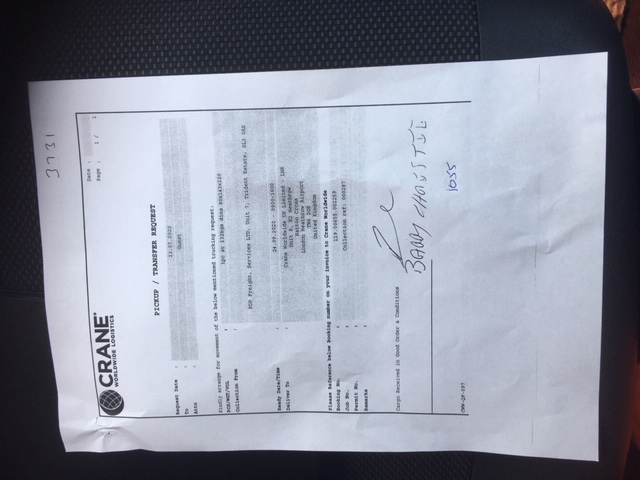 3731
CRANE
WORLDWIDE LOGISTICS
Date :
Page : 1 / 1
PICKUP / TRANSFER REQUEST
Request Date : 23.07.2020
To : Guest
Attn :
Kindly arrange for movement of the below mentioned trucking request:
PCS/WGT/VOL : 1pc at 132kgs dims 80x143x120
Collection From : PDP Freight, Services LTD. Unit 7, Trident Estate, SL3 0AX
Ready Date/Time : 24.09.2020 - 0900-1600
Deliver To : Crane Worldwide UK Limited - LHR
Unit 8, X2 Heathrow
Hatton Cross
London Heathrow Airport
TW6 2GE
United Kingdom
Please Reference below Booking number on your invoice to Crane Worldwide
Booking No. : 119.00655.002259
Job No. : Collection ref: 000287
Permit No. :
Remarks :
Cargo Received in Good Order & Conditions
BARRY CHRISTIE
1055
CWW-QF-097